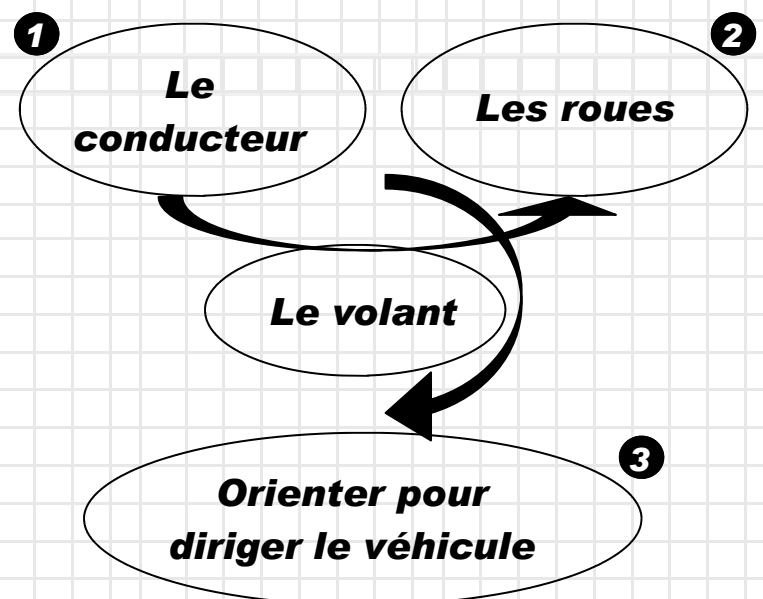 1
Le
conducteur
2
Les roues
Le volant
3
Orienter pour
diriger le véhicule